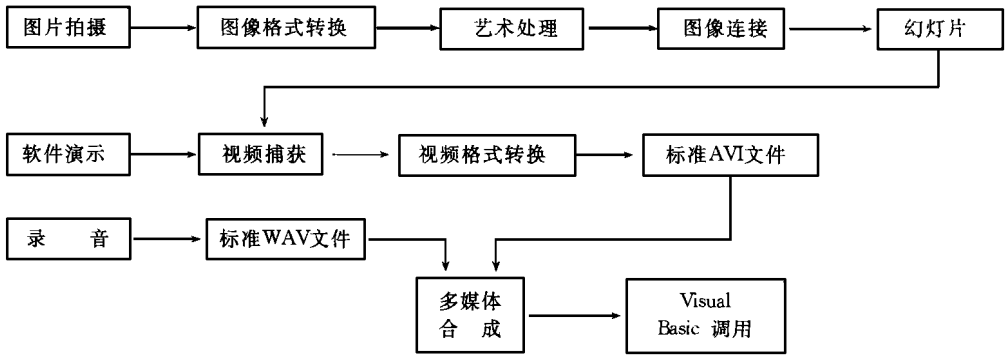 图片拍摄
图像格式转换
艺术处理
图像连接
幻灯片
软件演示
视频捕获
视频格式转换
标准AVI文件
录 音
标准WAV文件
多媒体
合 成
Visual
Basic 调用